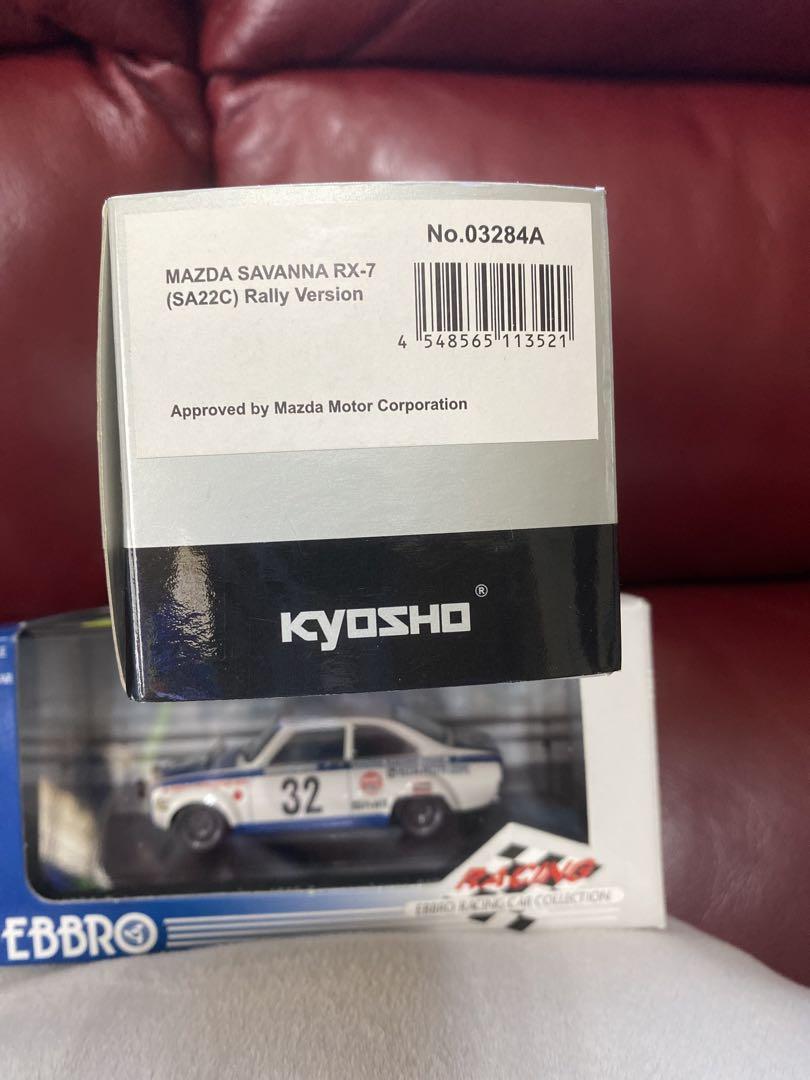 No.03284A
MAZDA SAVANNA RX-7
(SA22C) Rally Version
4 548565 113521
Approved by Mazda Motor Corporation
KYOSHO®
32
RACING
EBBRO RACING CAR COLLECTION
EBBRO